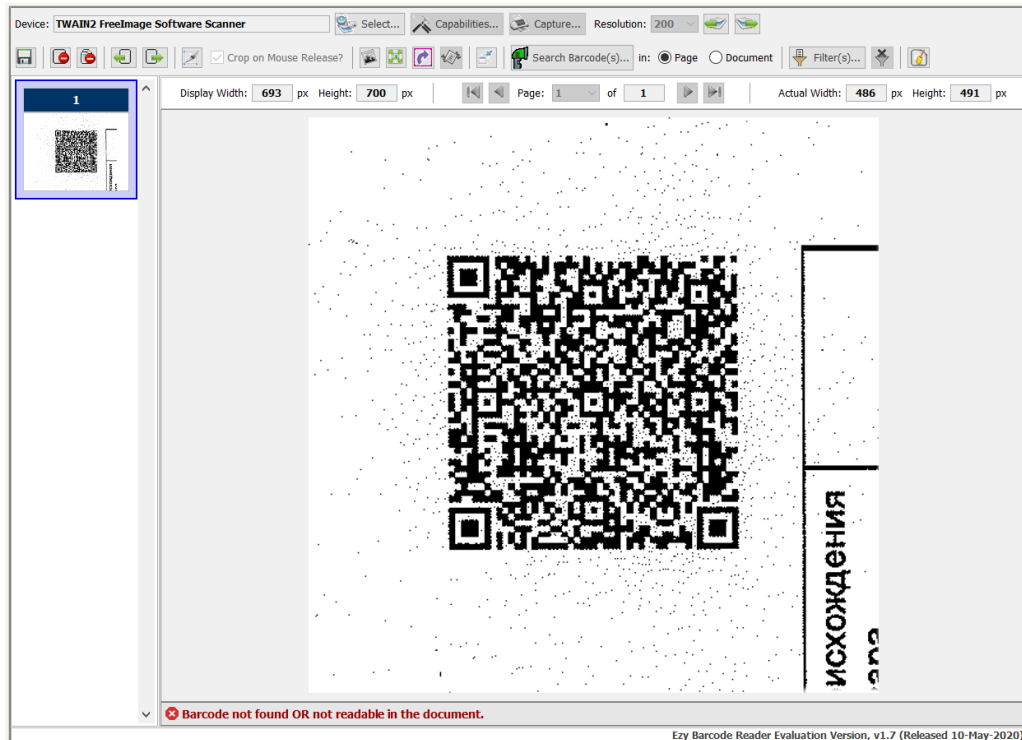 Device: TWAIN2 FreeImage Software Scanner Select... Capabilities... Capture... Resolution: 200
Crop on Mouse Release? Search Barcode(s)... in: Page Document Filter(s)...
1
Display Width: 693 px Height: 700 px Page: 1 of 1 Actual Width: 486 px Height: 491 px
исхождения
Barcode not found OR not readable in the document.
Ezy Barcode Reader Evaluation Version, v1.7 (Released 10-May-2020)